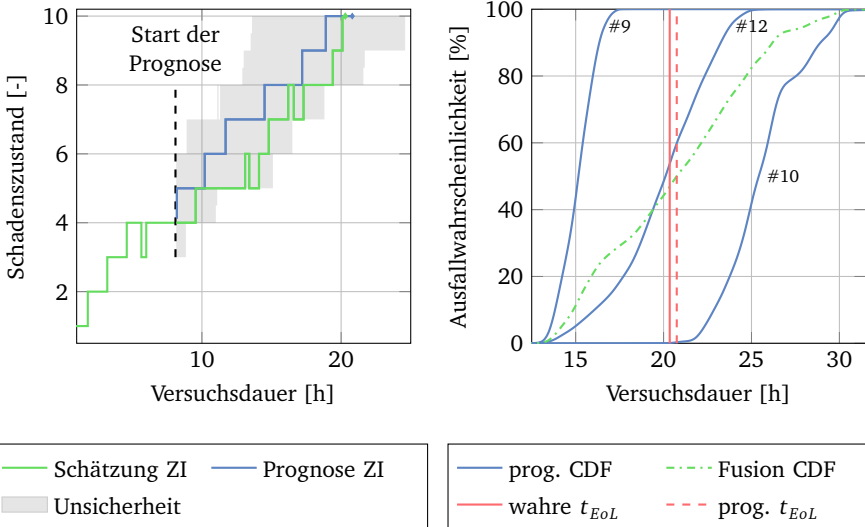 10
8
6
4
2
Schadenszustand [-]
Start der
Prognose
10
20
Versuchsdauer [h]
100
80
60
40
20
0
Ausfallwahrscheinlichkeit [%]
#9
#12
#10
15
20
25
30
Versuchsdauer [h]
Schätzung ZI
Prognose ZI
Unsicherheit
prog. CDF
Fusion CDF
wahre t_EoL
prog. t_EoL